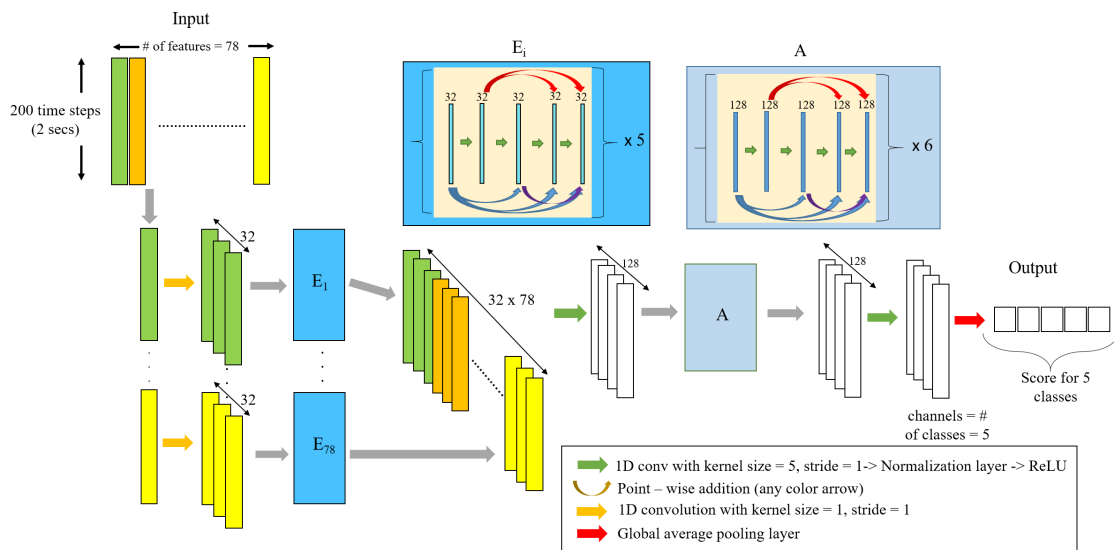 Input
# of features = 78
200 time steps
(2 secs)
E_i
32 32 32 32 32
x 5
A
128 128 128 128 128
x 6
32
E_1
32 x 78
128
A
128
Output
32
E_78
Score for 5
classes
channels = #
of classes = 5
1D conv with kernel size = 5, stride = 1-> Normalization layer -> ReLU
Point – wise addition (any color arrow)
1D convolution with kernel size = 1, stride = 1
Global average pooling layer